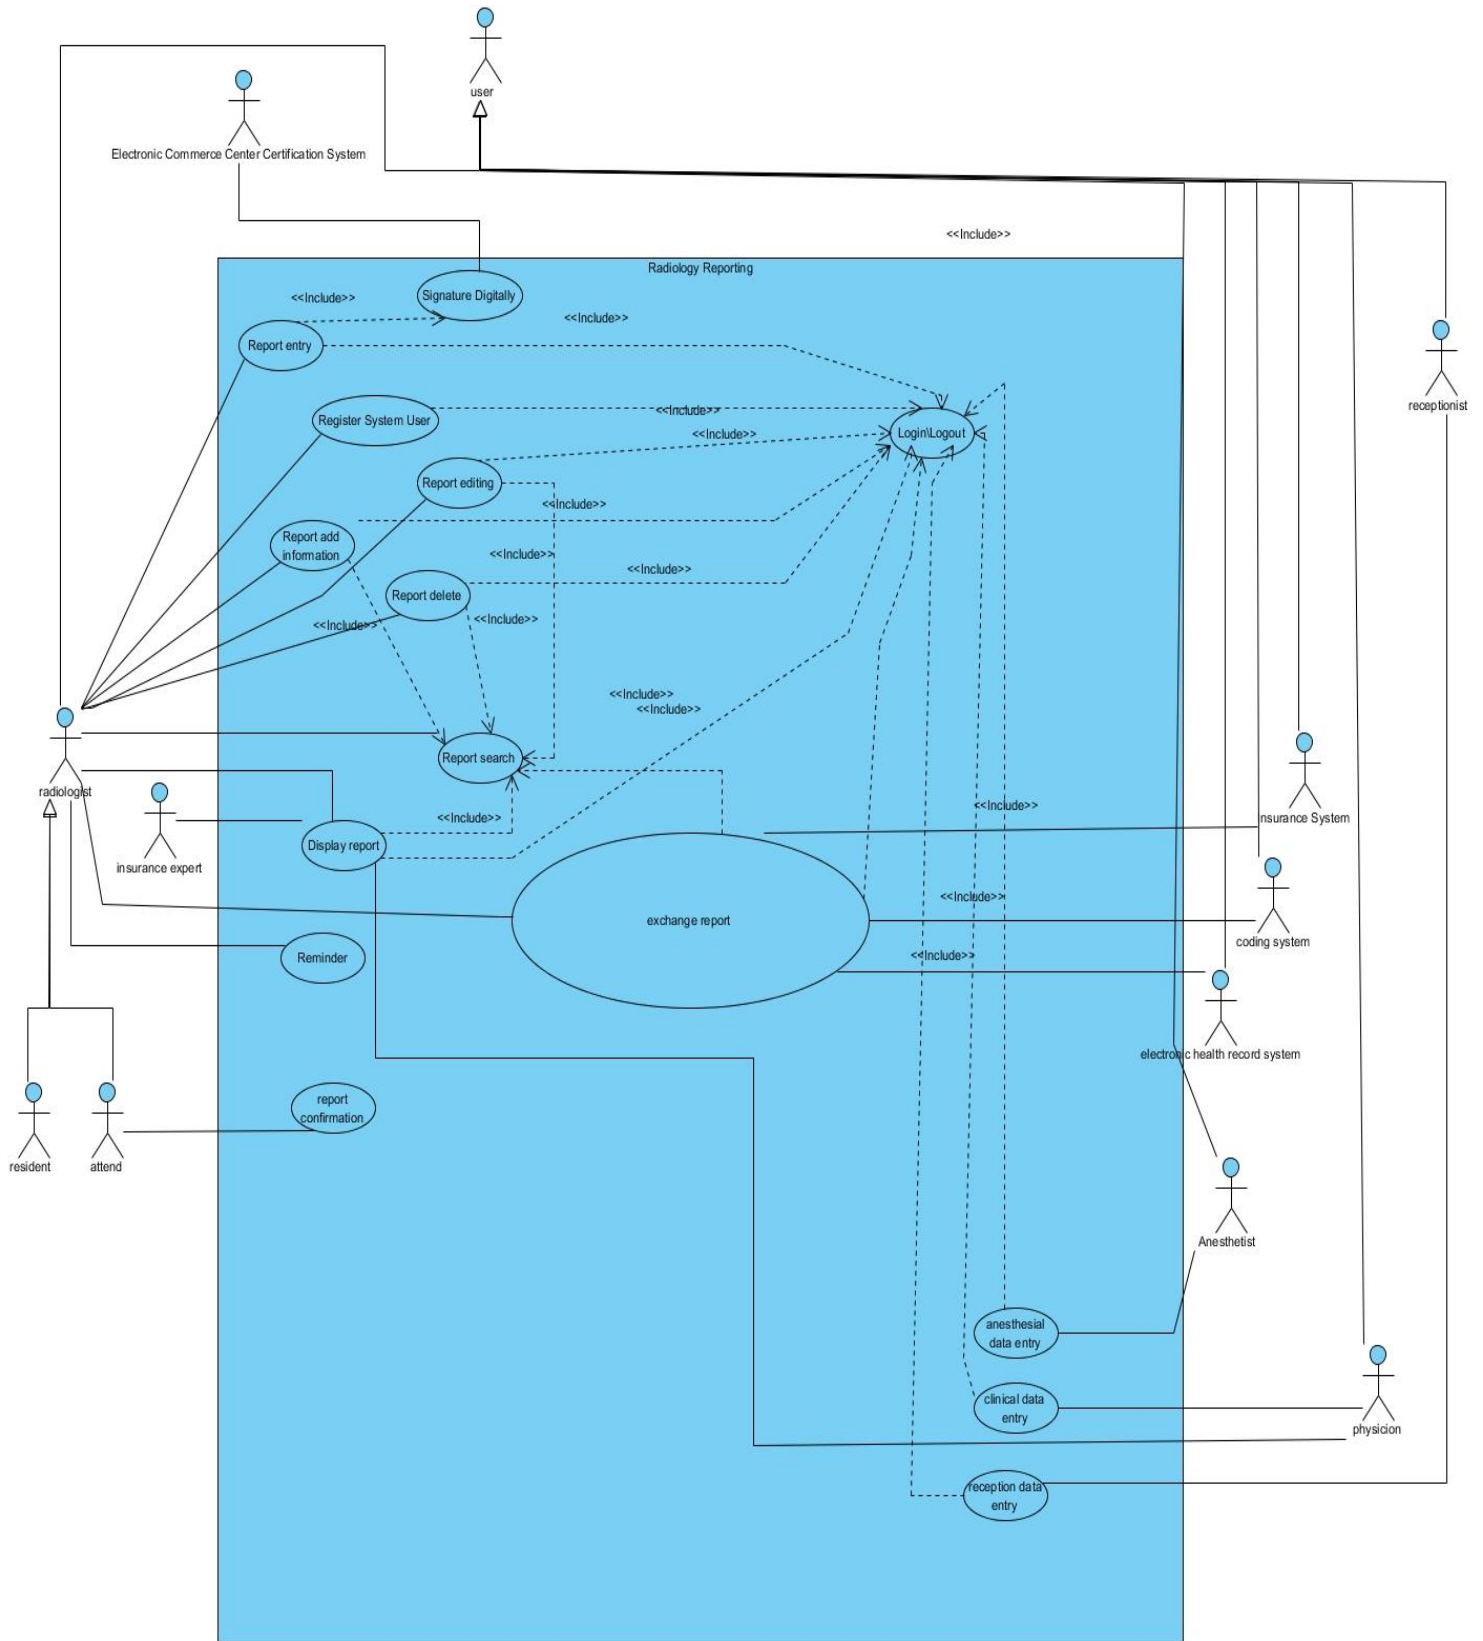 user
Electronic Commerce Center Certification System
<<Include>>
Radiology Reporting
Signature Digitally
<<Include>>
<<Include>>
Report entry
receptionist
<<Include>>
Register System User
<<Include>>
Login\Logout
Report editing
<<Include>>
Report add
information
<<Include>>
<<Include>>
Report delete
<<Include>>
<<Include>>
<<Include>>
<<Include>>
Report search
radiologist
<<Include>>
<<Include>>
nsurance System
Display report
insurance expert
<<Include>>
exchange report
coding system
<<Include>>
Reminder
electronic health record system
report
confirmation
resident
attend
Anesthetist
anesthesial
data entry
clinical data
entry
physicion
reception data
entry